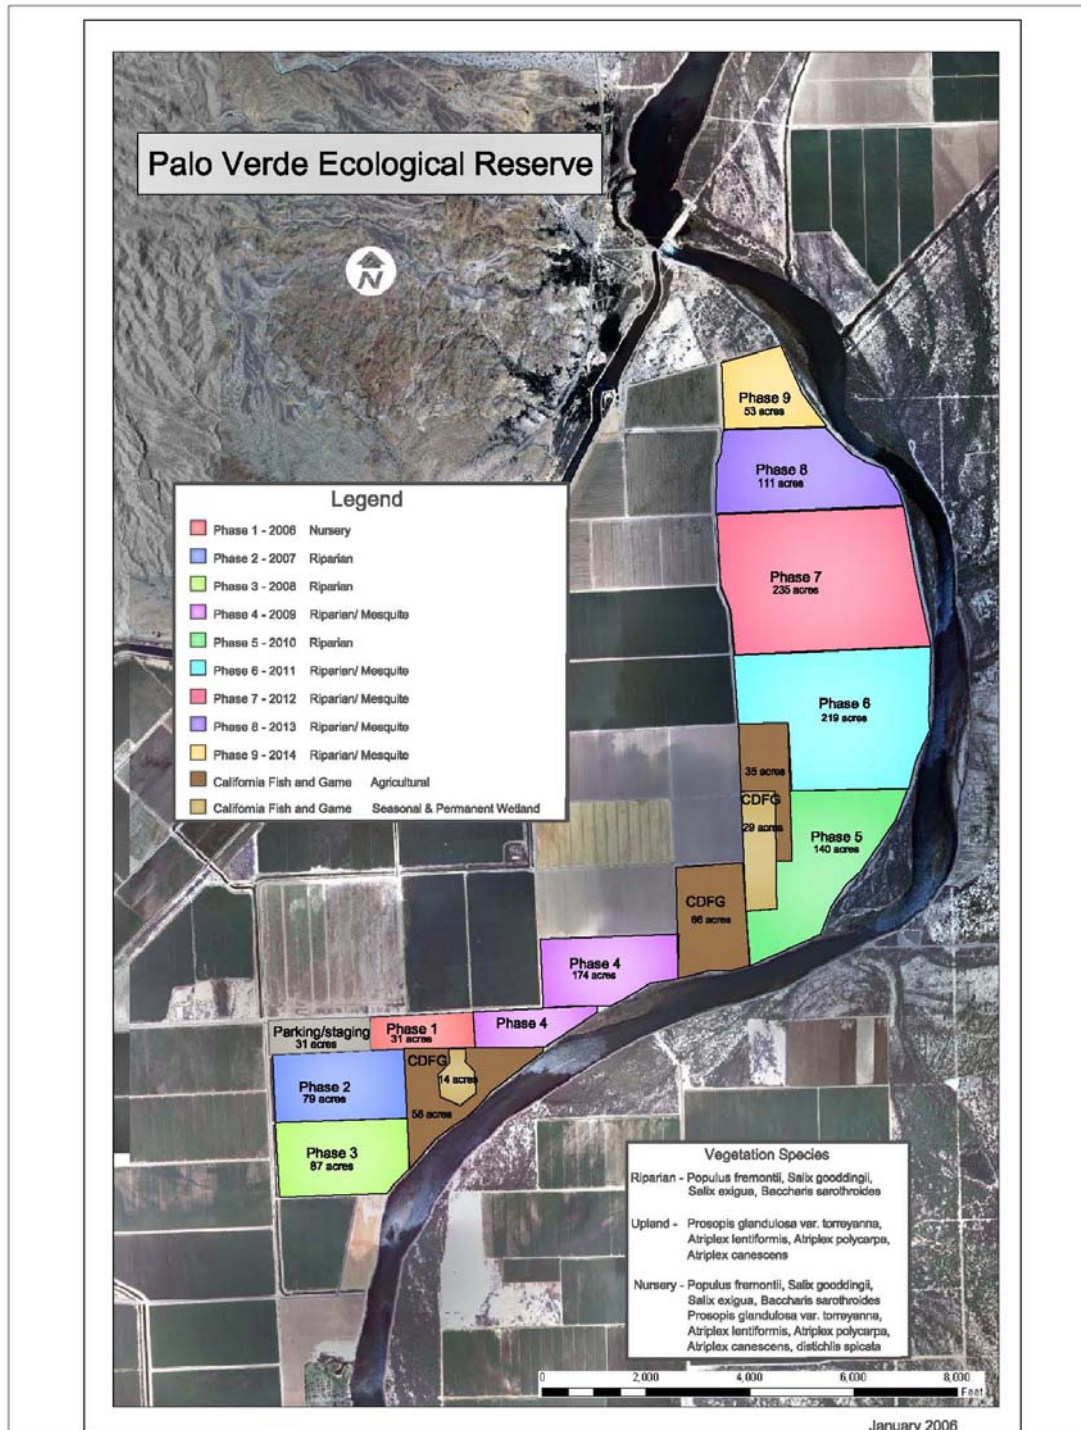 Palo Verde Ecological Reserve
N
Phase 9
53 acres
Phase 8
111 acres
Phase 7
235 acres
Phase 6
219 acres
35 acres
CDFG
29 acres
Phase 5
140 acres
CDFG
66 acres
Phase 4
174 acres
Phase 4
Phase 1
31 acres
Parking/staging
31 acres
CDFG
14 acres
58 acres
Phase 2
79 acres
Phase 3
87 acres
Legend
Phase 1 - 2006 Nursery
Phase 2 - 2007 Riparian
Phase 3 - 2008 Riparian
Phase 4 - 2009 Riparian/ Mesquite
Phase 5 - 2010 Riparian
Phase 6 - 2011 Riparian/ Mesquite
Phase 7 - 2012 Riparian/ Mesquite
Phase 8 - 2013 Riparian/ Mesquite
Phase 9 - 2014 Riparian/ Mesquite
California Fish and Game Agricultural
California Fish and Game Seasonal & Permanent Wetland
Vegetation Species
Riparian - Populus fremontii, Salix gooddingii,
Salix exigua, Baccharis sarothroides
Upland - Prosopis glandulosa var. torreyanna,
Atriplex lentiformis, Atriplex polycarpa,
Atriplex canescens
Nursery - Populus fremontii, Salix gooddingii,
Salix exigua, Baccharis sarothroides
Prosopis glandulosa var. torreyanna,
Atriplex lentiformis, Atriplex polycarpa,
Atriplex canescens, distichlis spicata
0 2,000 4,000 6,000 8,000
Feet
January 2006